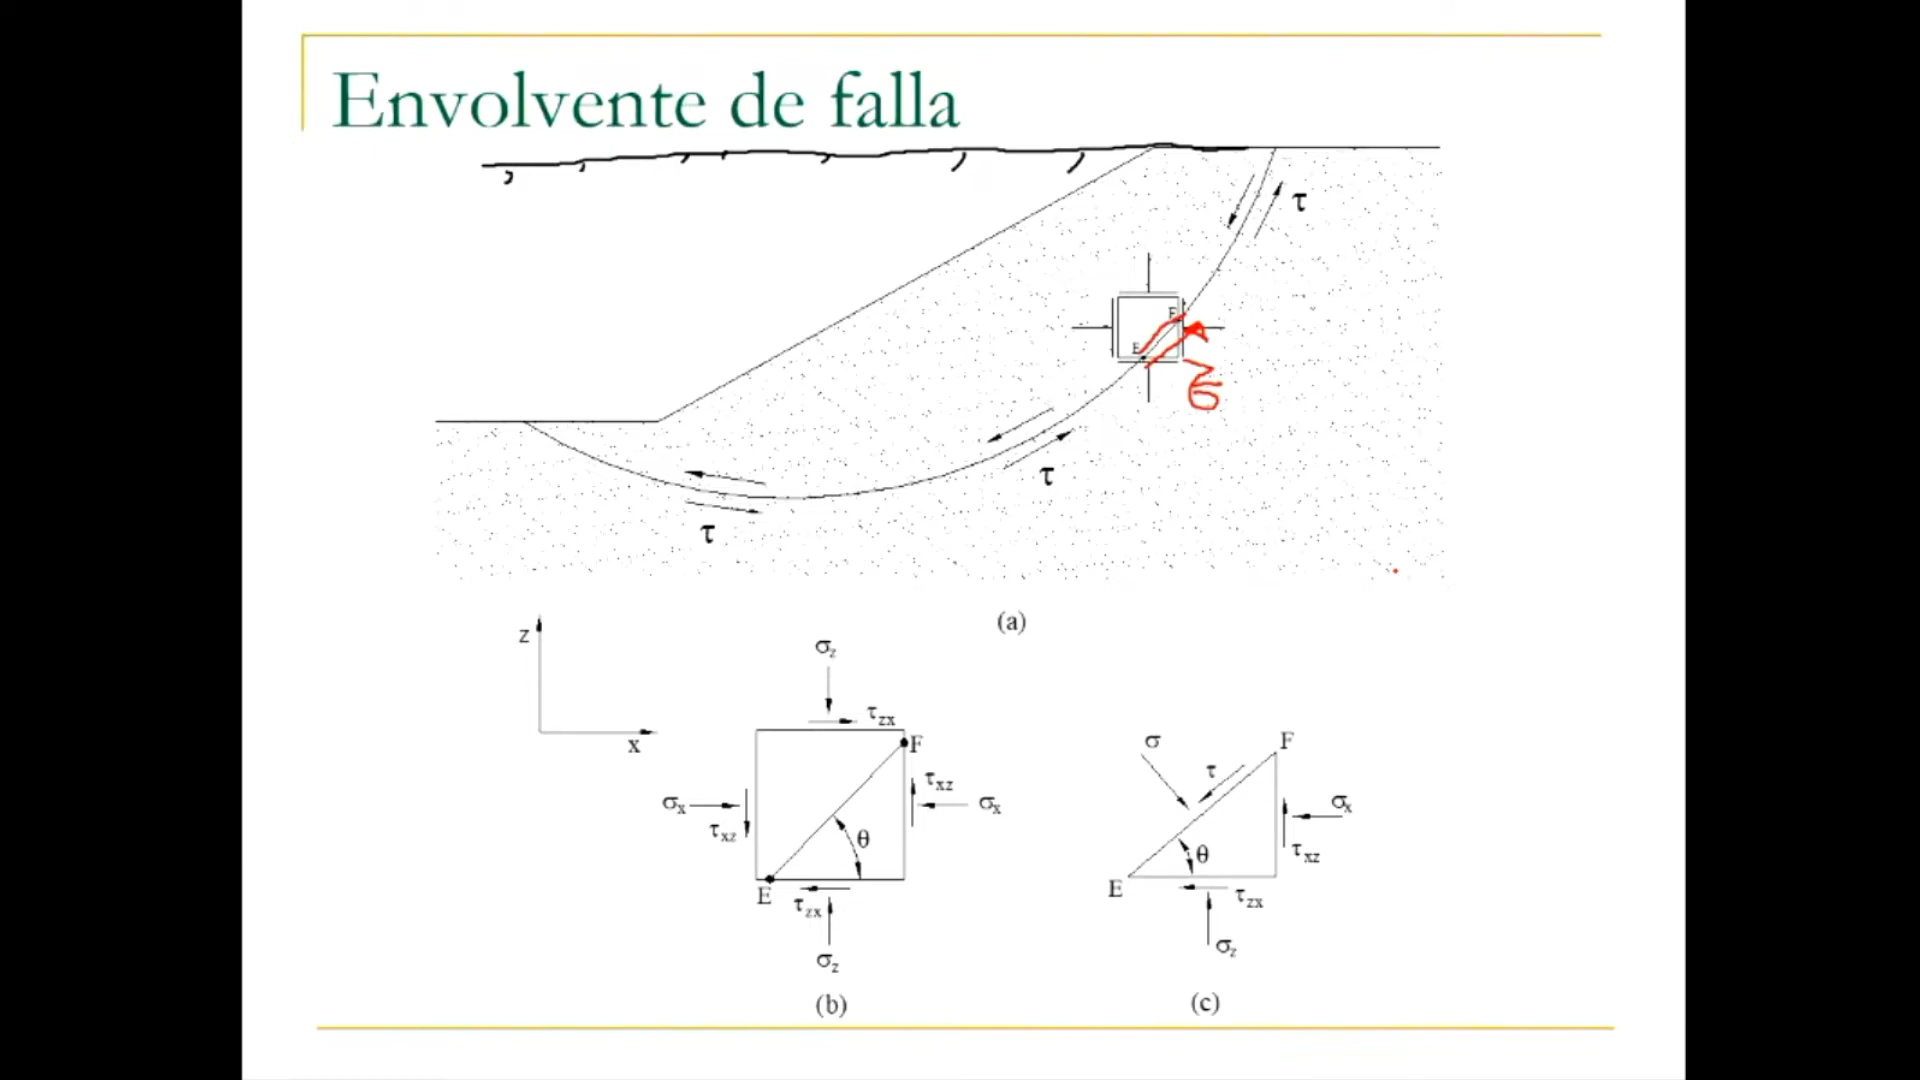 Envolvente de falla
τ
F
E
τ
τ
(a)
z
x
σz
τzx
F
σx
τxz
τxz
σx
θ
E
τzx
σz
(b)
σ
F
τ
σx
θ
τxz
E
τzx
σz
(c)